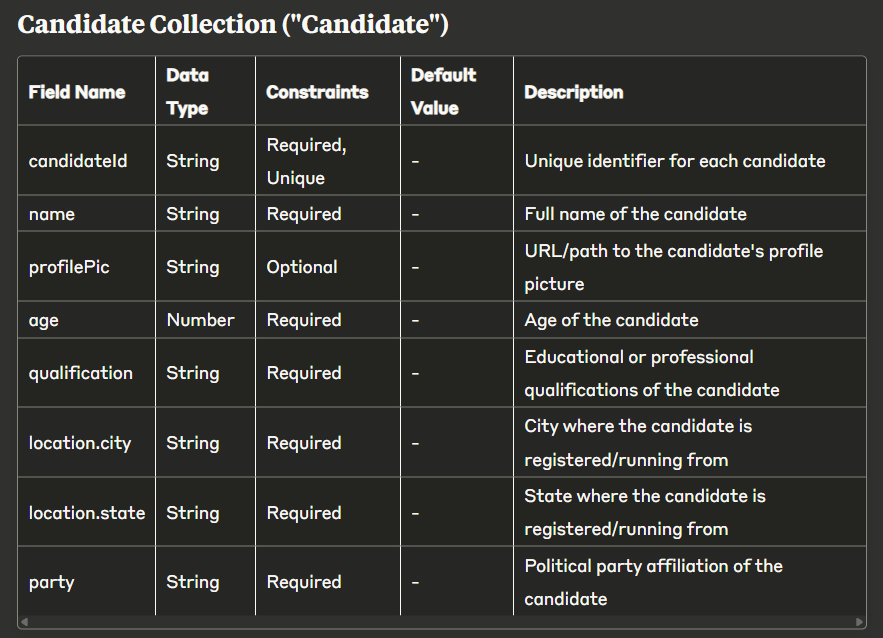 Candidate Collection ("Candidate")
Field Name
Data
Type
Constraints
Default
Value
Description
candidateId
String
Required,
Unique
-
Unique identifier for each candidate
name
String
Required
-
Full name of the candidate
profilePic
String
Optional
-
URL/path to the candidate's profile
picture
age
Number
Required
-
Age of the candidate
qualification
String
Required
-
Educational or professional
qualifications of the candidate
location.city
String
Required
-
City where the candidate is
registered/running from
location.state
String
Required
-
State where the candidate is
registered/running from
party
String
Required
-
Political party affiliation of the
candidate